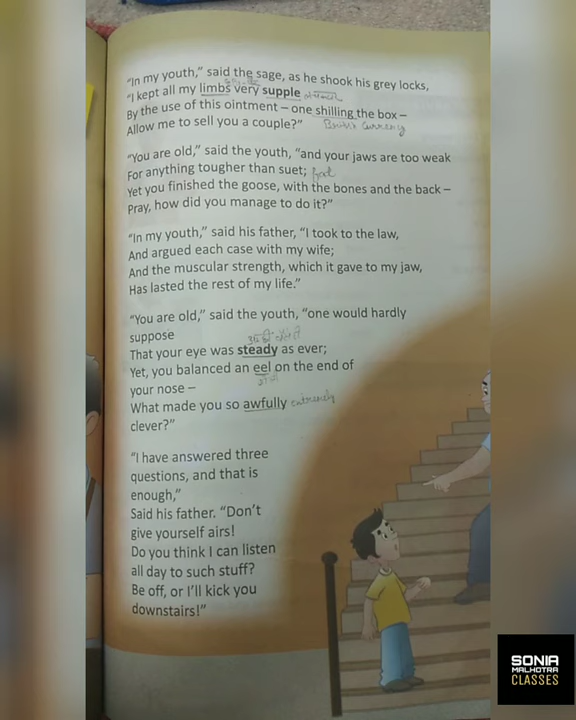 "In my youth," said the sage, as he shook his grey locks,
"I kept all my limbs very supple
By the use of this ointment – one shilling the box –
Allow me to sell you a couple?"
British Currency
"You are old," said the youth, "and your jaws are too weak
For anything tougher than suet;
Yet you finished the goose, with the bones and the back –
Pray, how did you manage to do it?"
"In my youth," said his father, "I took to the law,
And argued each case with my wife;
And the muscular strength, which it gave to my jaw,
Has lasted the rest of my life."
"You are old," said the youth, "one would hardly
suppose
That your eye was steady as ever;
Yet, you balanced an eel on the end of
your nose –
What made you so awfully extremely
clever?"
"I have answered three
questions, and that is
enough,"
Said his father. "Don't
give yourself airs!
Do you think I can listen
all day to such stuff?
Be off, or I'll kick you
downstairs!"
SONIA
MALHOTRA
CLASSES